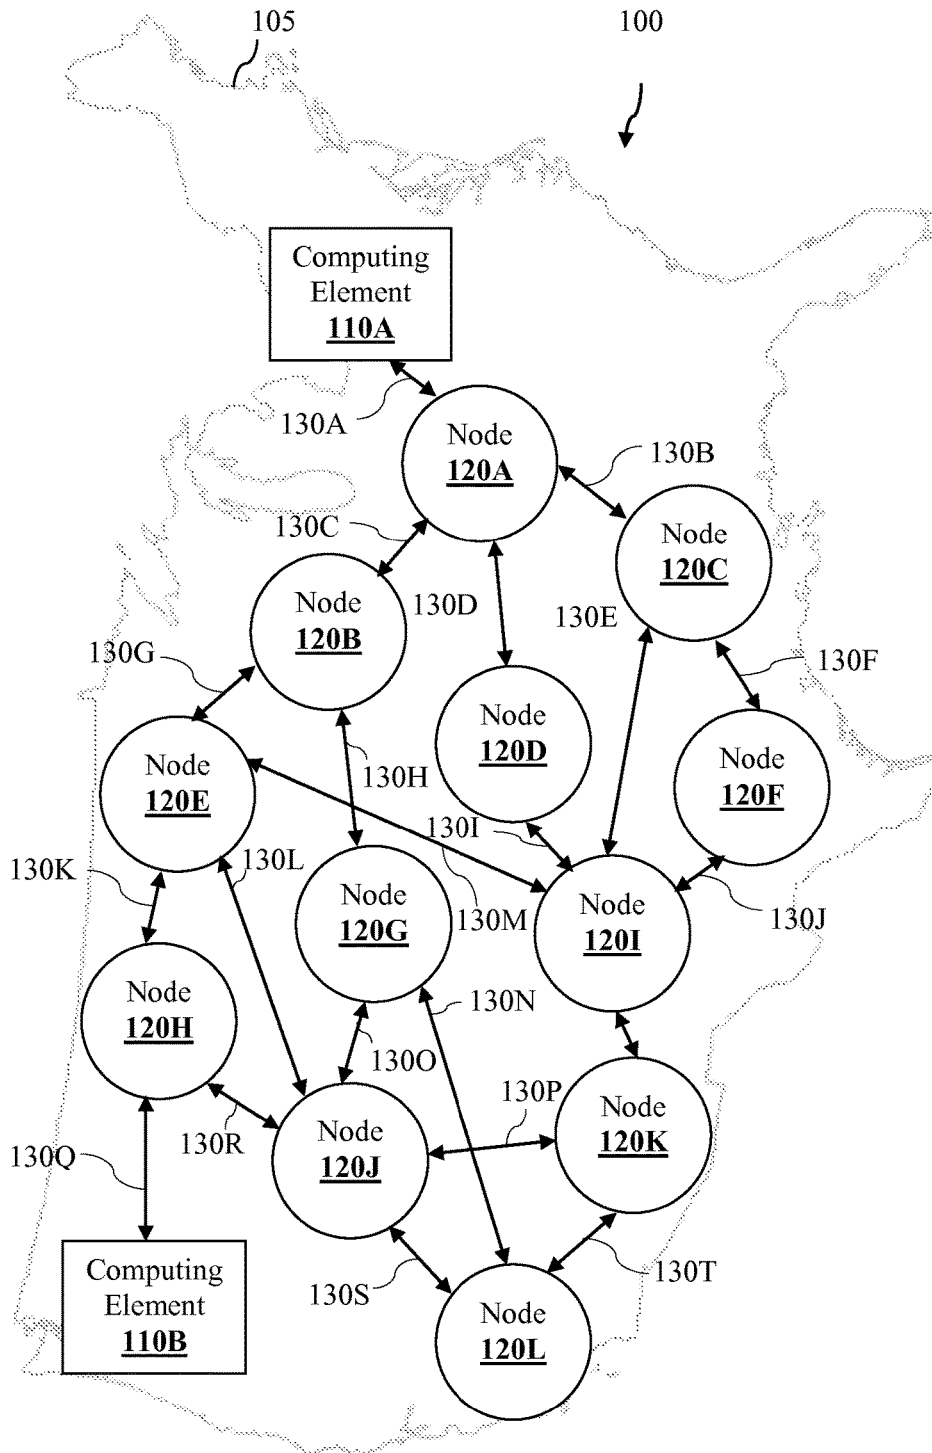 105
100
Computing
Element
110A
130A
Node
120A
130B
130C
Node
120C
Node
120B
130D
130E
130G
130F
Node
120D
Node
120E
130H
Node
120F
130I
130K
130L
Node
120G
130M
Node
120I
130J
Node
120H
130N
130O
130P
Node
120K
130R
Node
120J
130Q
Computing
Element
110B
130S
130T
Node
120L